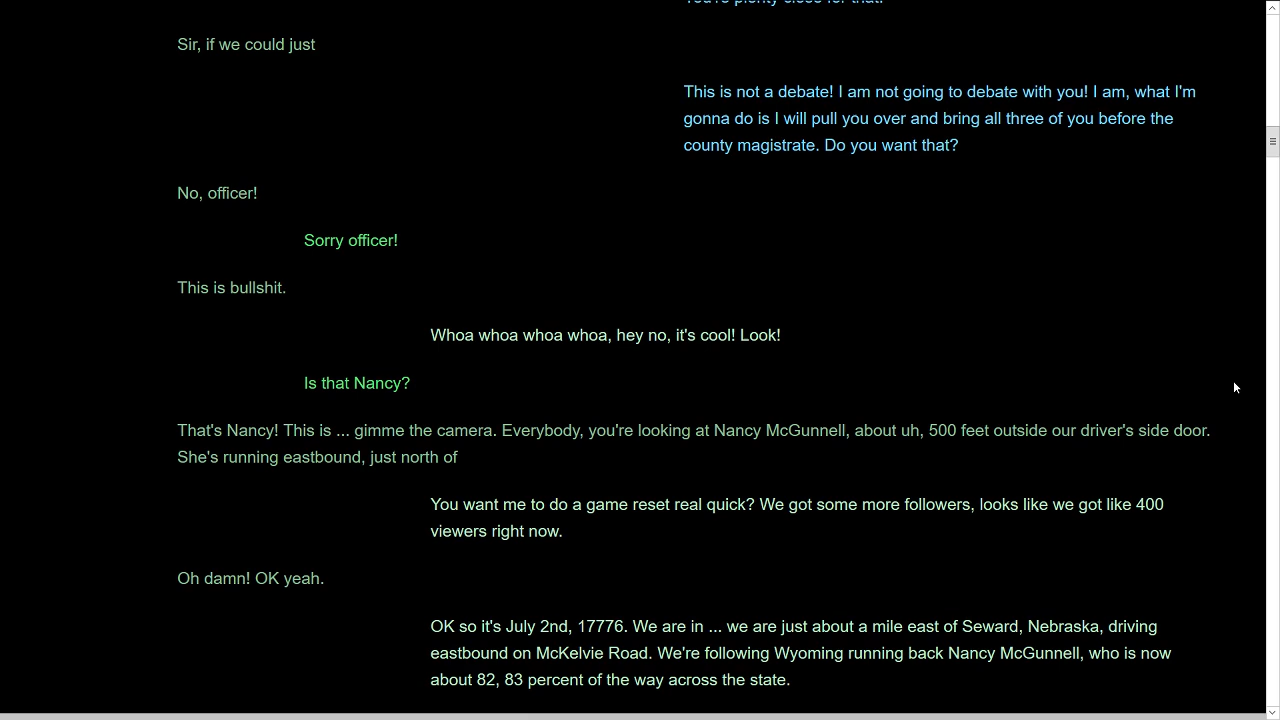 You're plenty close for that!
Sir, if we could just
This is not a debate! I am not going to debate with you! I am, what I'm
gonna do is I will pull you over and bring all three of you before the
county magistrate. Do you want that?
No, officer!
Sorry officer!
This is bullshit.
Whoa whoa whoa whoa, hey no, it's cool! Look!
Is that Nancy?
That's Nancy! This is ... gimme the camera. Everybody, you're looking at Nancy McGunnell, about uh, 500 feet outside our driver's side door.
She's running eastbound, just north of
You want me to do a game reset real quick? We got some more followers, looks like we got like 400
viewers right now.
Oh damn! OK yeah.
OK so it's July 2nd, 17776. We are in ... we are just about a mile east of Seward, Nebraska, driving
eastbound on McKelvie Road. We're following Wyoming running back Nancy McGunnell, who is now
about 82, 83 percent of the way across the state.